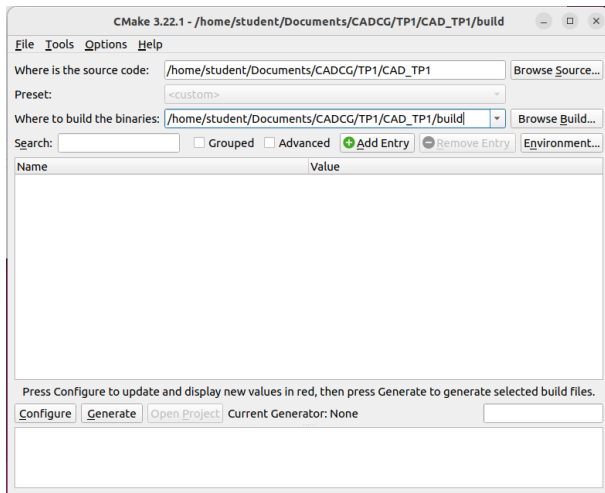 CMake 3.22.1 - /home/student/Documents/CADCG/TP1/CAD_TP1/build
File Tools Options Help
Where is the source code: /home/student/Documents/CADCG/TP1/CAD_TP1 Browse Source...
Preset: <custom>
Where to build the binaries: /home/student/Documents/CADCG/TP1/CAD_TP1/build Browse Build...
Search: Grouped Advanced Add Entry Remove Entry Environment...
Name Value
Press Configure to update and display new values in red, then press Generate to generate selected build files.
Configure Generate Open Project Current Generator: None